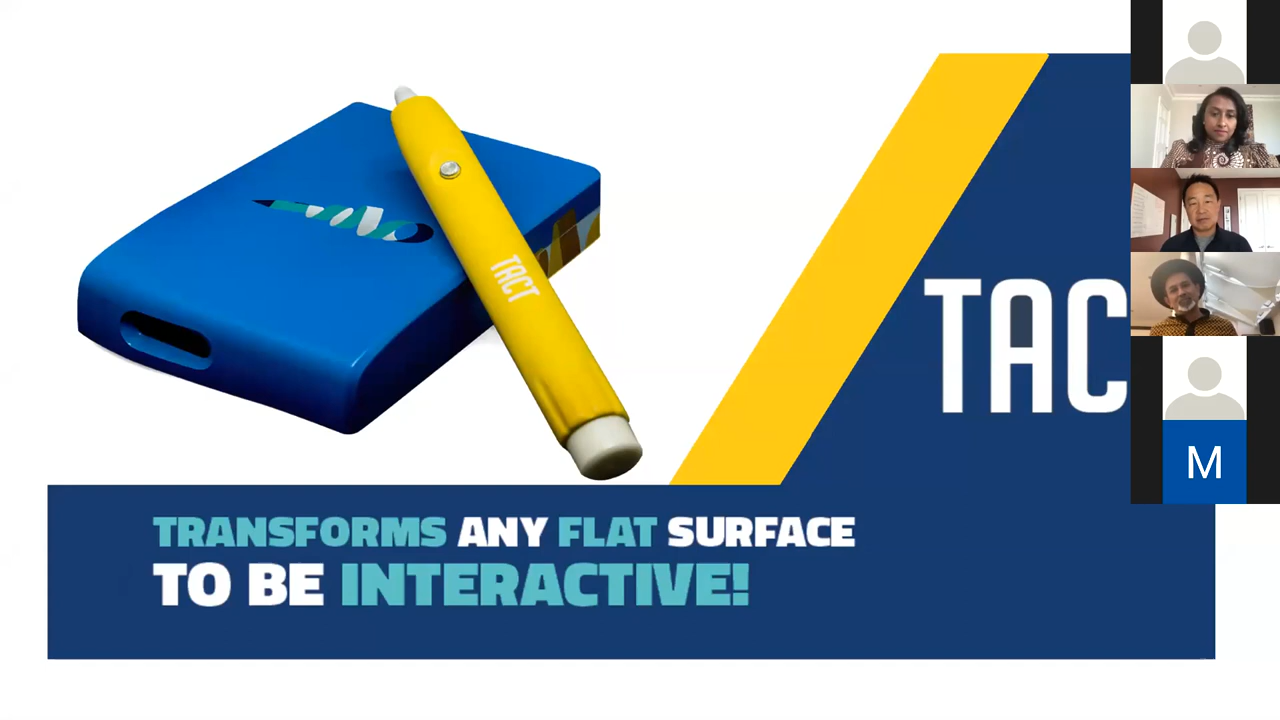 TACT
TAC
TRANSFORMS ANY FLAT SURFACE
TO BE INTERACTIVE!
M